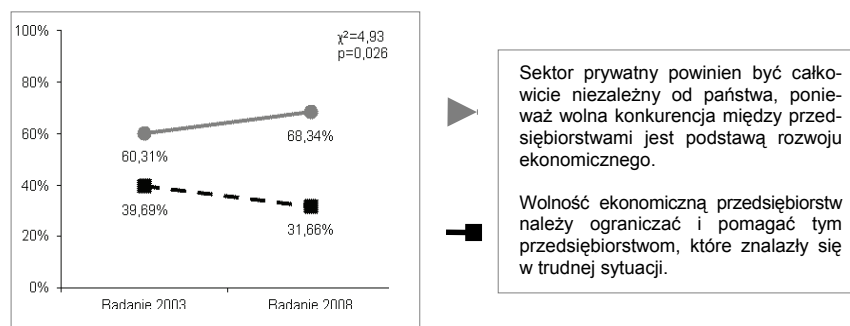 100%
χ²=4,93
p=0,026
80%
60%
60,31%
68,34%
40%
39,69%
31,66%
20%
0%
Badanie 2003
Badanie 2008
Sektor prywatny powinien być całko-
wicie niezależny od państwa, ponie-
waż wolna konkurencja między przed-
siębiorstwami jest podstawą rozwoju
ekonomicznego.
Wolność ekonomiczną przedsiębiorstw
należy ograniczać i pomagać tym
przedsiębiorstwom, które znalazły się
w trudnej sytuacji.